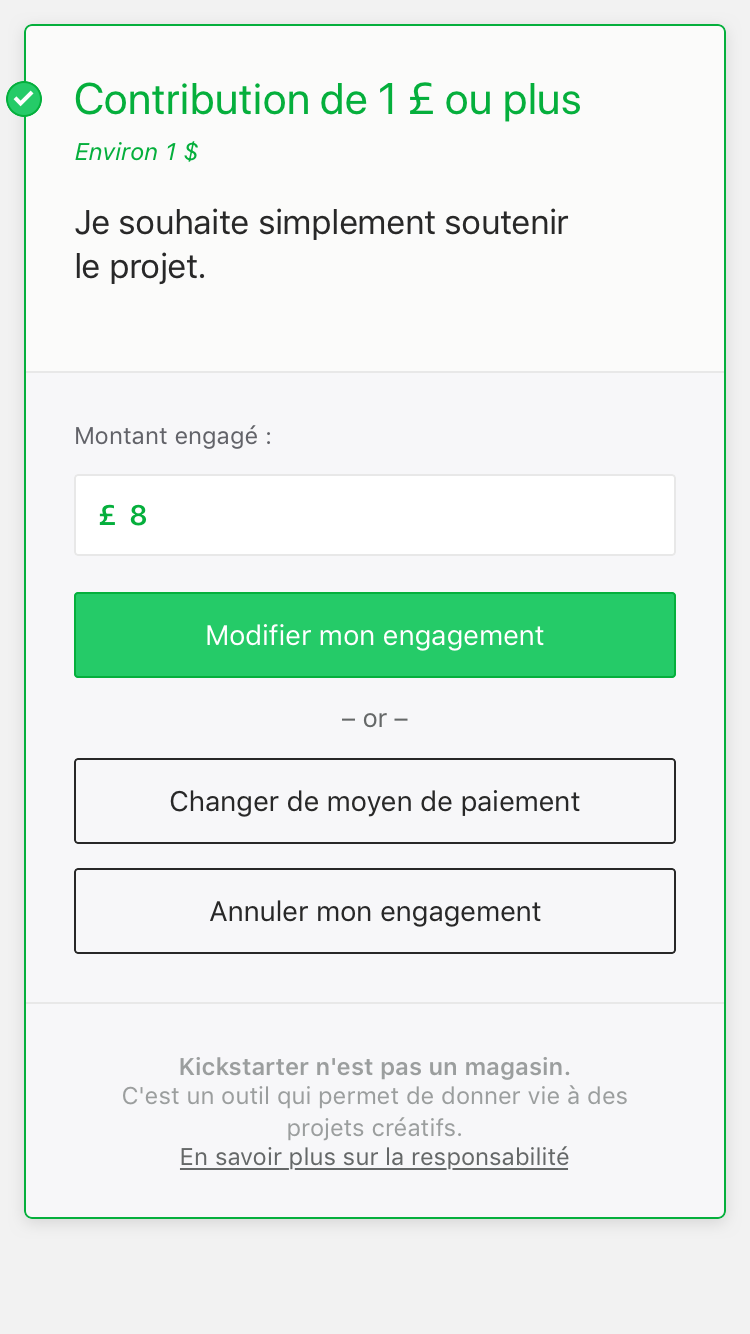 Contribution de 1 £ ou plus
Environ 1 $
Je souhaite simplement soutenir
le projet.
Montant engagé :
£ 8
Modifier mon engagement
– or –
Changer de moyen de paiement
Annuler mon engagement
Kickstarter n'est pas un magasin.
C'est un outil qui permet de donner vie à des
projets créatifs.
En savoir plus sur la responsabilité